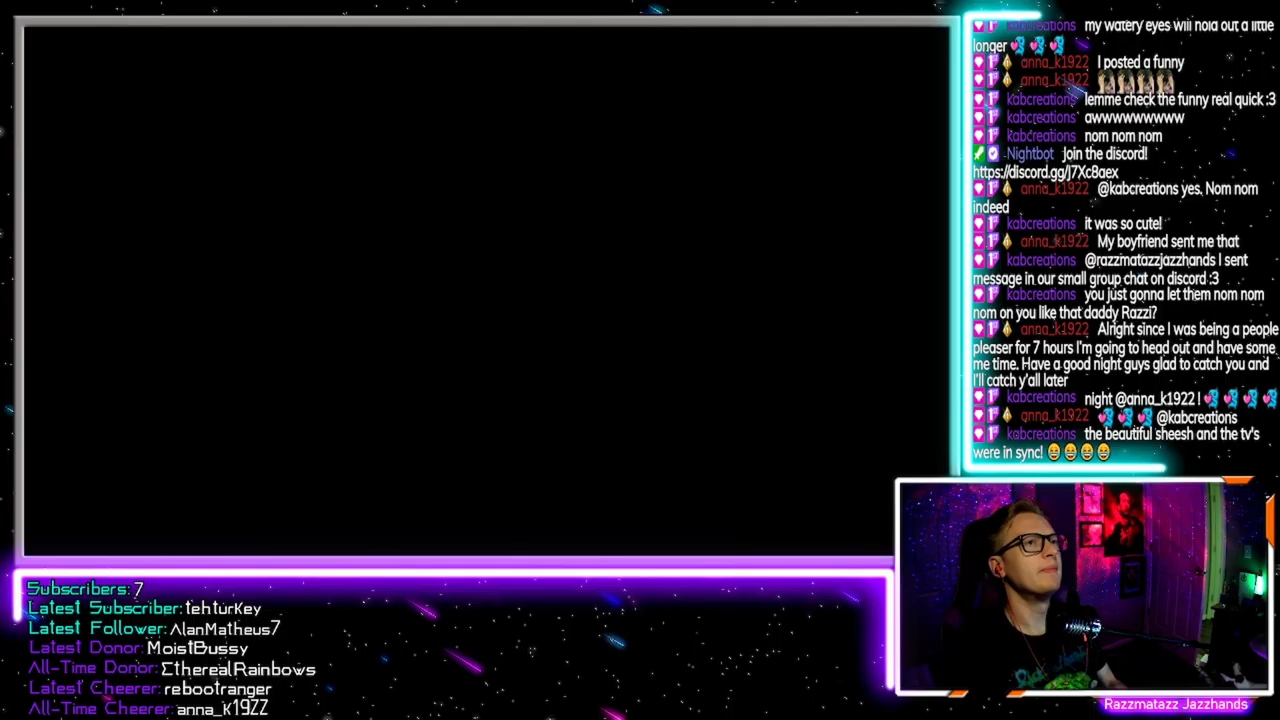 kabcreations my watery eyes will hold out a little
longer
anna_k1922 I posted a funny
anna_k1922
kabcreations lemme check the funny real quick :3
kabcreations awwwwwwwww
kabcreations nom nom nom
Nightbot Join the discord!
https://discord.gg/J7Xc8aex
anna_k1922 @kabcreations yes. Nom nom
indeed
kabcreations it was so cute!
anna_k1922 My boyfriend sent me that
kabcreations @razzmatazzjazzhands I sent
message in our small group chat on discord :3
kabcreations you just gonna let them nom nom
nom on you like that daddy Razzi?
anna_k1922 Alright since I was being a people
pleaser for 7 hours I'm going to head out and have some
me time. Have a good night guys glad to catch you and
I'll catch y'all later
kabcreations night @anna_k1922 !
anna_k1922 @kabcreations
kabcreations the beautiful sheesh and the tv's
were in sync! 😄 😄 😄 😄
Subscribers: 7
Latest Subscriber: tehturkey
Latest Follower: AlanMatheus7
Latest Donor: MoistBussy
All-Time Donor: EtherealRainbows
Latest Cheerer: rebootranger
All-Time Cheerer: anna_k1922
Razzmatazz Jazzhands